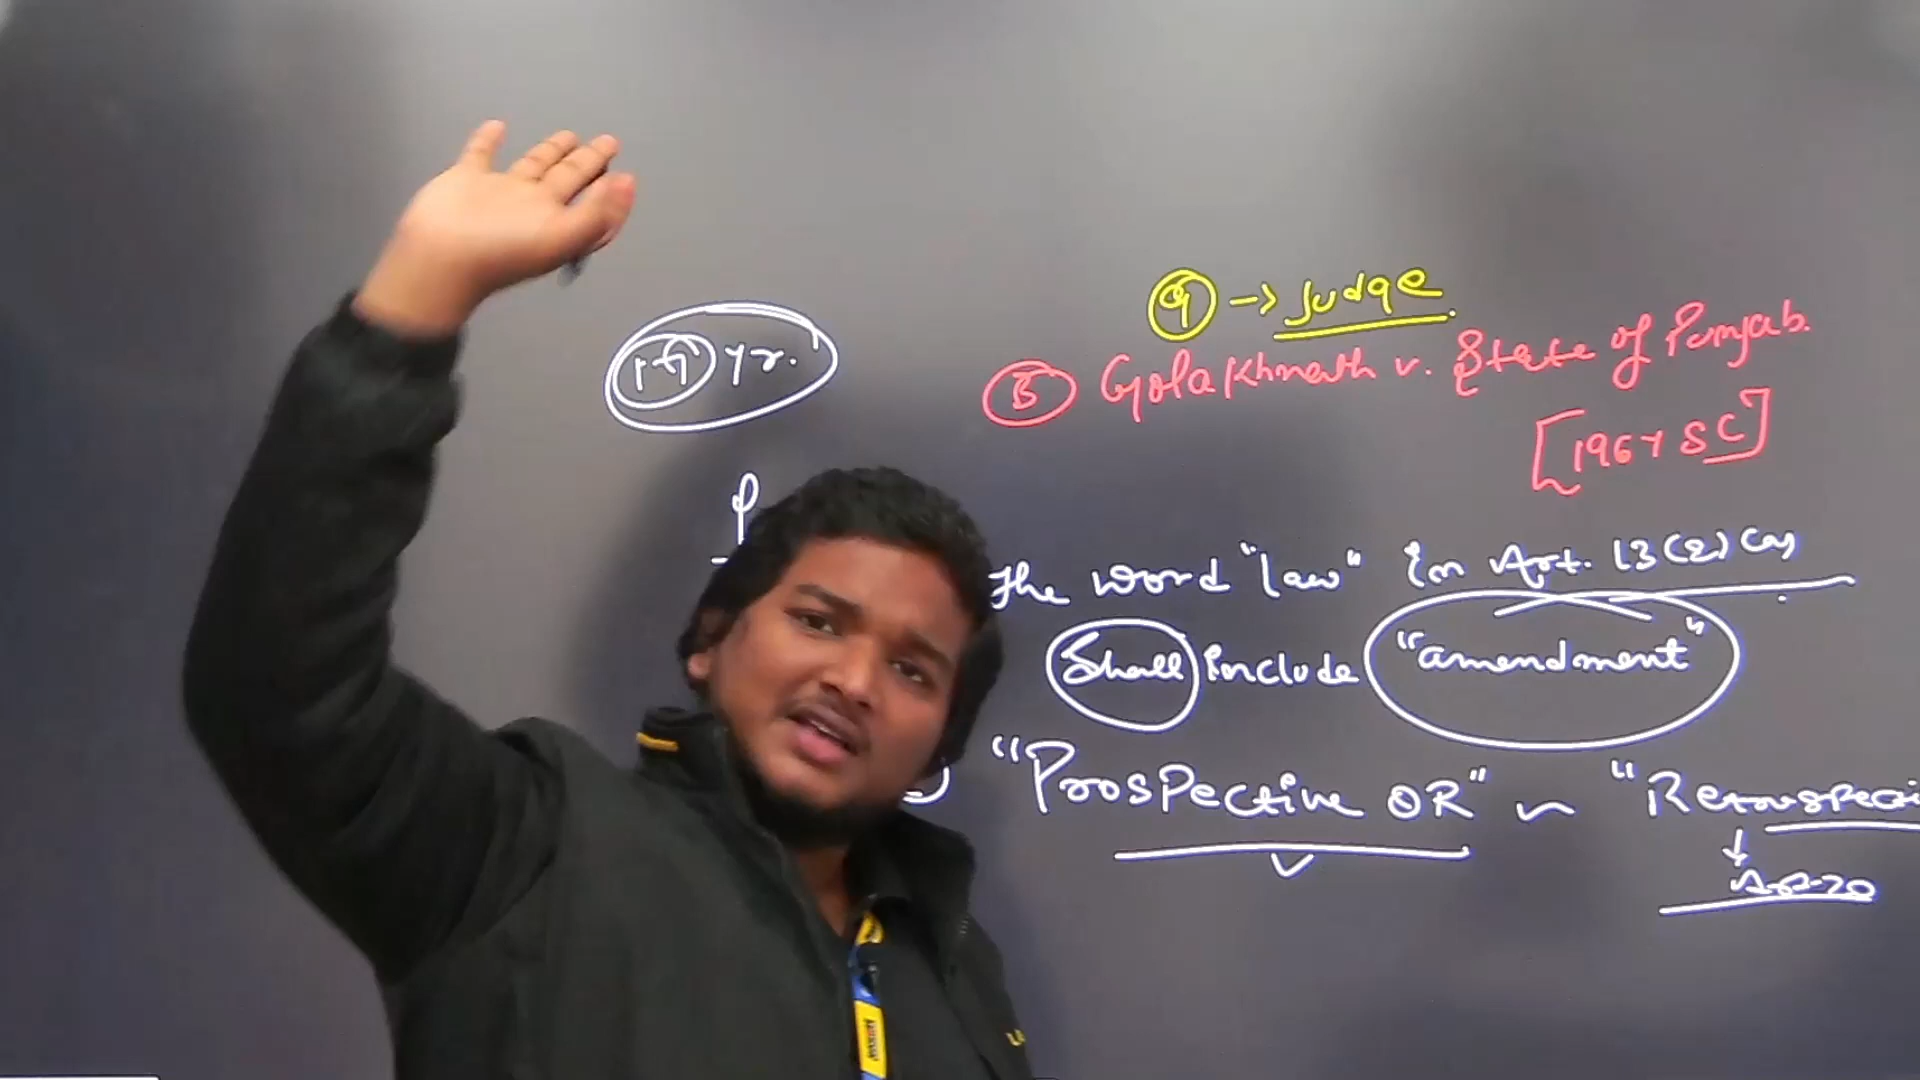 9 → Judge.
17 yr.
5 Golakhnath v. State of Punjab.
[1967 SC]
The word "law" in Art. 13(2)
Shall include "amendment"
"Prospective OR" ~ "Retrospecti
↓